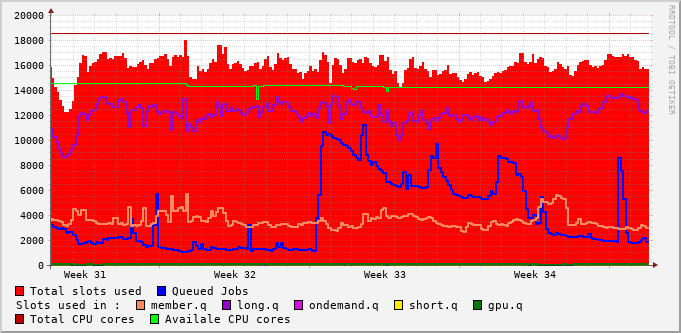 20000
18000
16000
14000
12000
10000
8000
6000
4000
2000
0
Week 31 Week 32 Week 33 Week 34
Total slots used Queued Jobs
Slots used in : member.q long.q ondemand.q short.q gpu.q
Total CPU cores Availale CPU cores
RRDTOOL / TOBI OETIKER